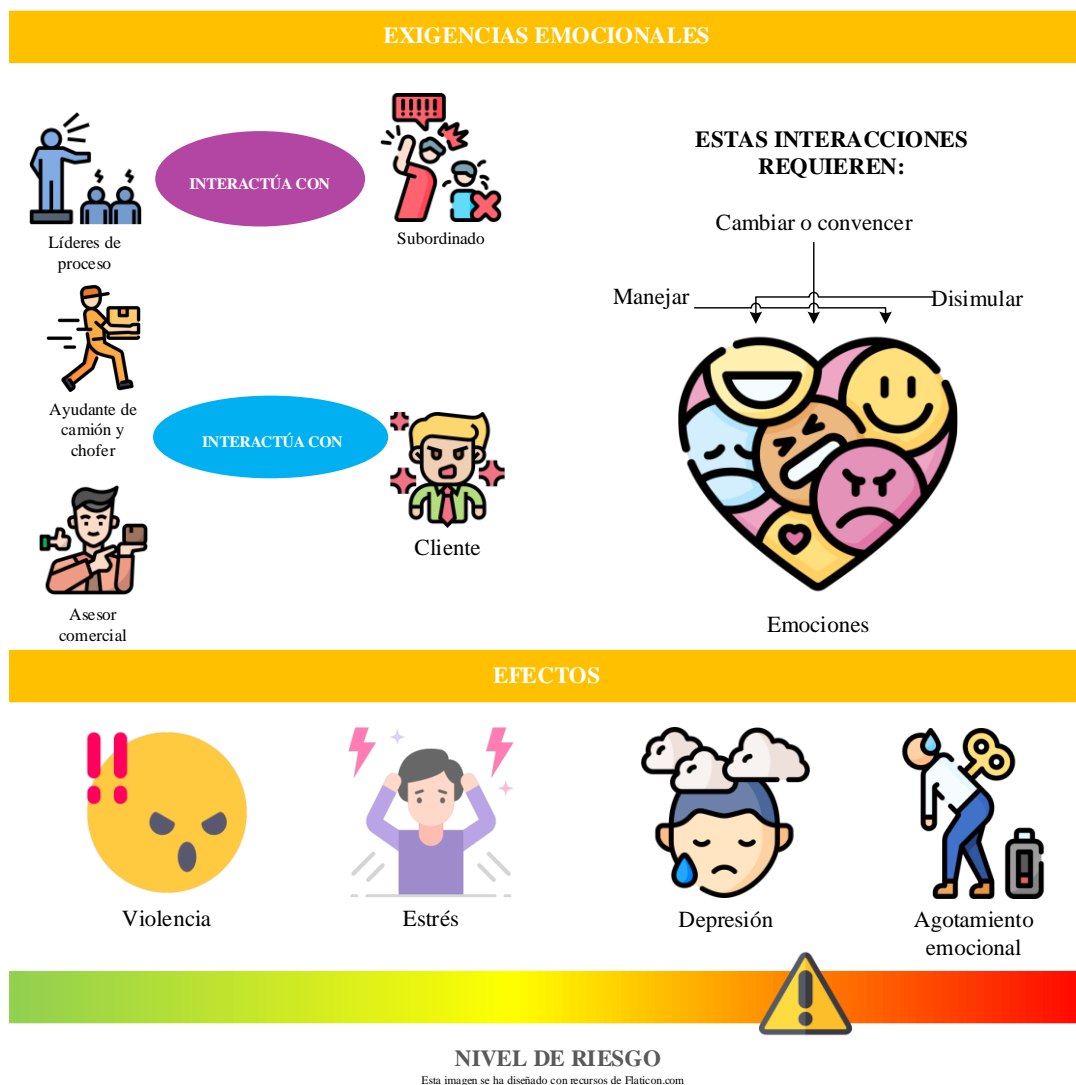 EXIGENCIAS EMOCIONALES
INTERACTÚA CON
Líderes de
proceso
Subordinado
Ayudante de
camión y
chofer
INTERACTÚA CON
Cliente
Asesor
comercial
ESTAS INTERACCIONES
REQUIEREN:
Cambiar o convencer
Manejar
Disimular
Emociones
EFECTOS
Violencia
Estrés
Depresión
Agotamiento
emocional
NIVEL DE RIESGO
Esta imagen se ha diseñado con recursos de Flaticon.com